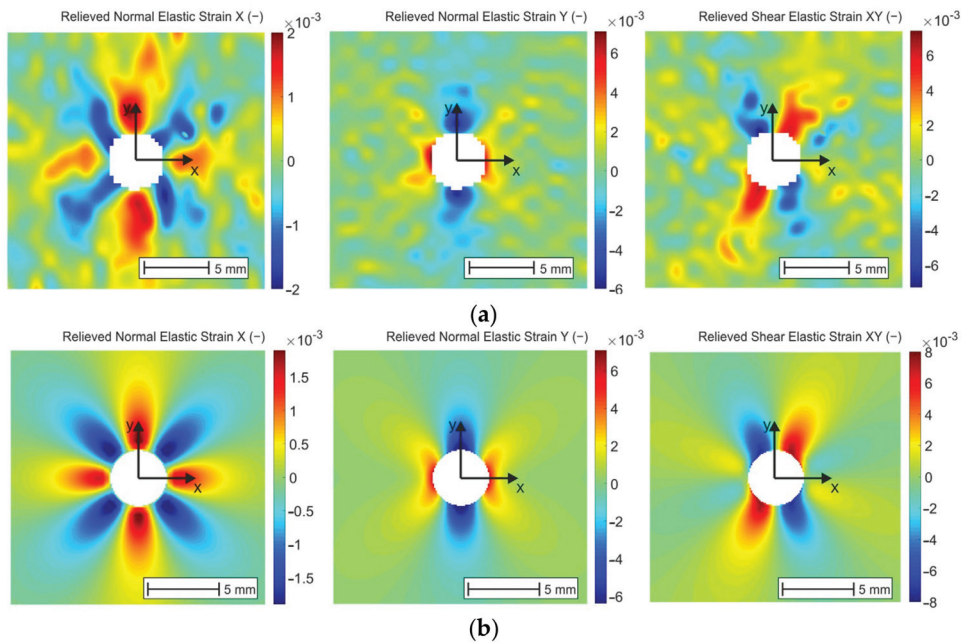 Relieved Normal Elastic Strain X (−)
×10⁻³
2
1
0
-1
-2
y
x
5 mm
Relieved Normal Elastic Strain Y (−)
×10⁻³
6
4
2
0
-2
-4
-6
y
x
5 mm
Relieved Shear Elastic Strain XY (−)
×10⁻³
6
4
2
0
-2
-4
-6
y
x
5 mm
(a)
Relieved Normal Elastic Strain X (−)
×10⁻³
1.5
1
0.5
0
-0.5
-1
-1.5
y
x
5 mm
Relieved Normal Elastic Strain Y (−)
×10⁻³
6
4
2
0
-2
-4
-6
y
x
5 mm
Relieved Shear Elastic Strain XY (−)
×10⁻³
8
6
4
2
0
-2
-4
-6
-8
y
x
5 mm
(b)